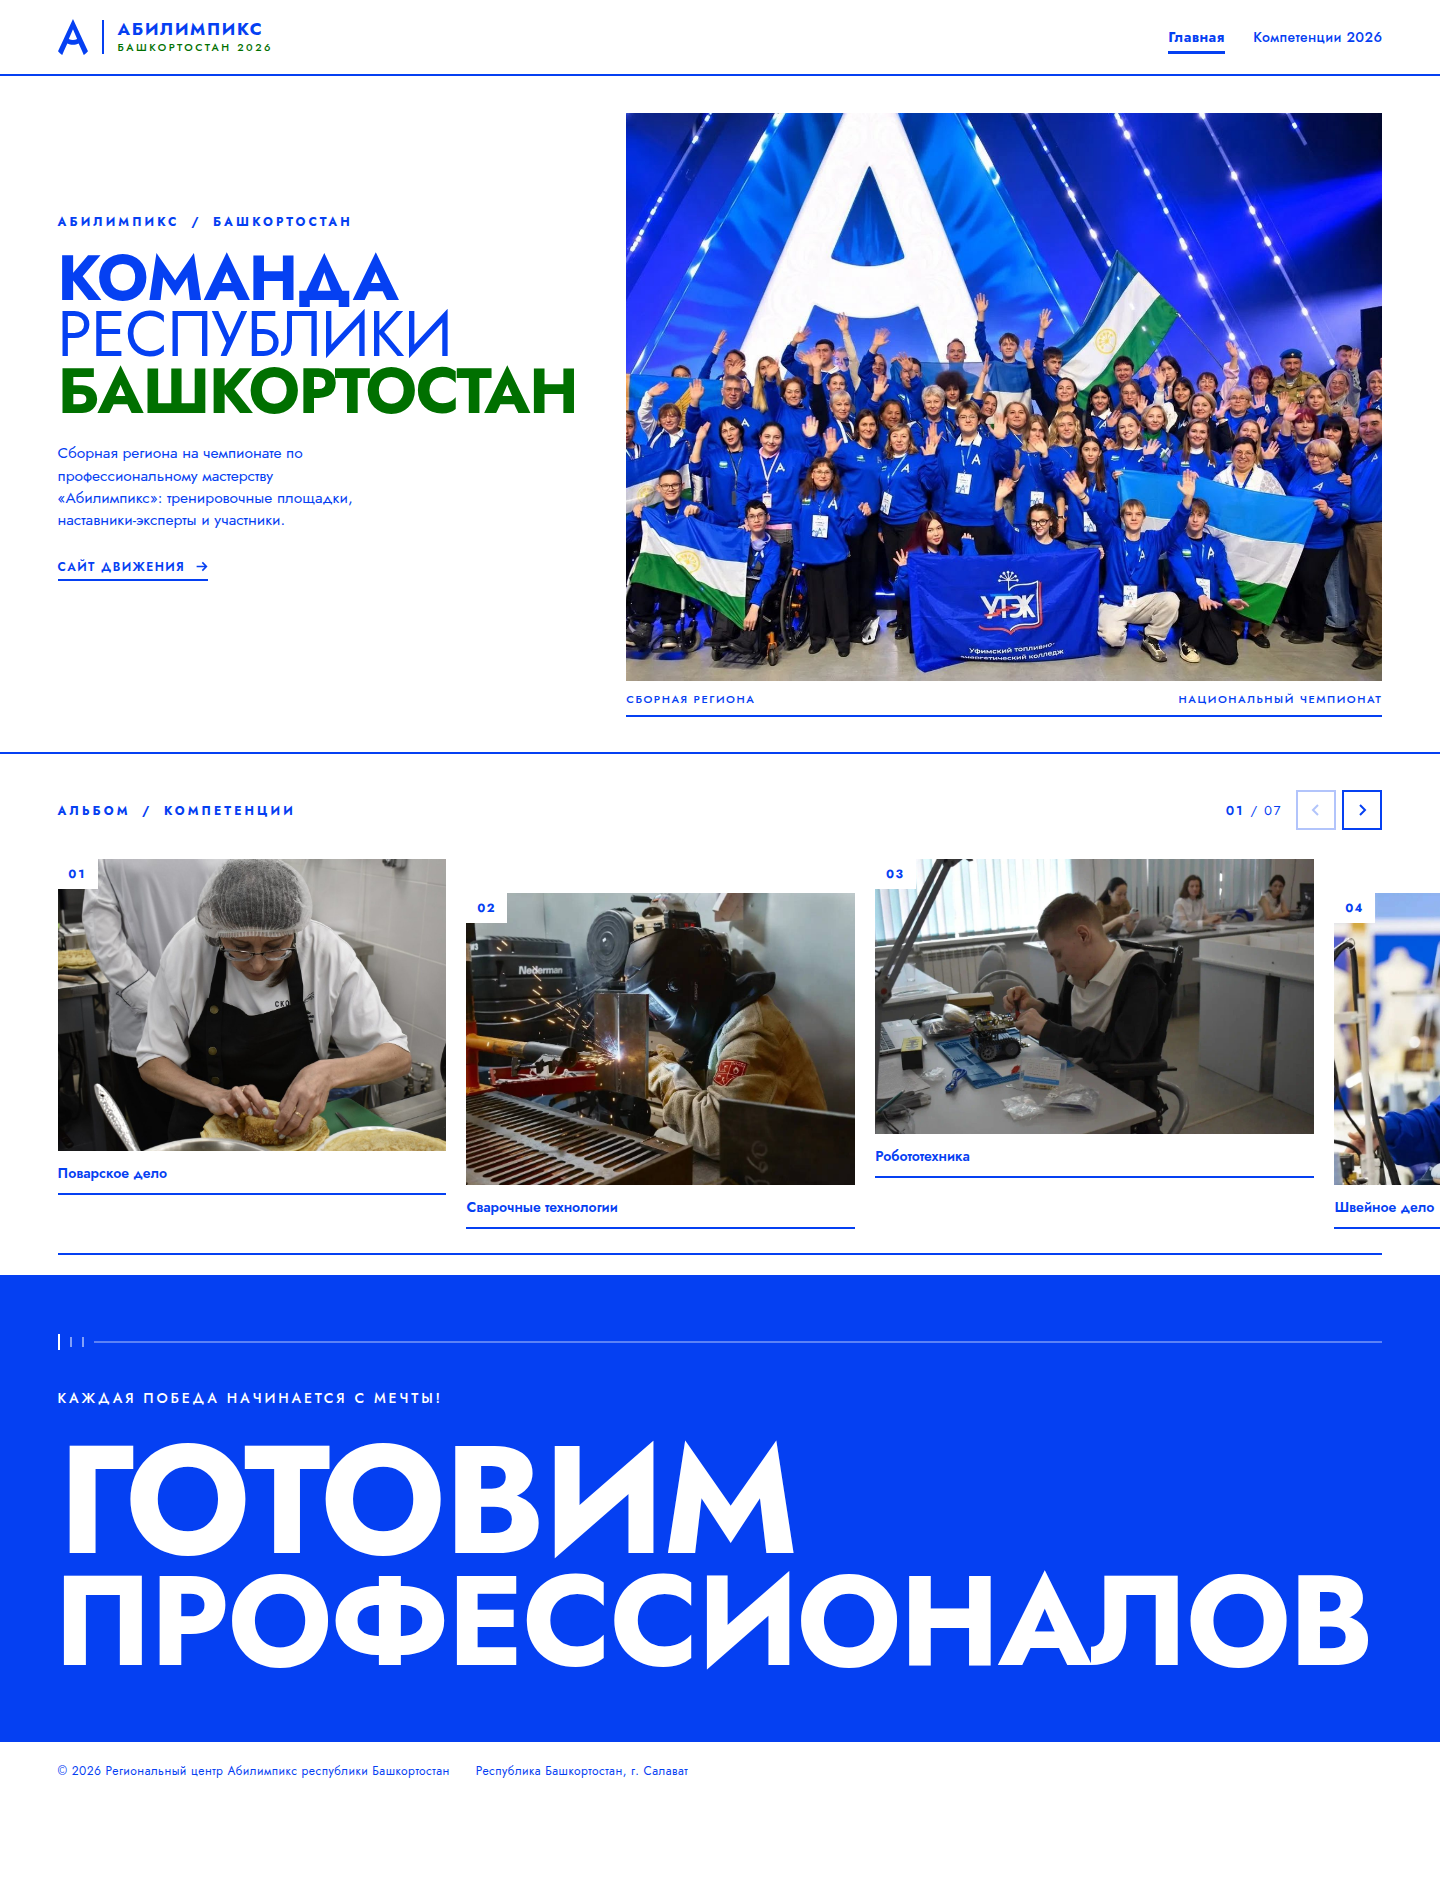 АБИЛИМПИКС
БАШКОРТОСТАН 2026
Главная
Компетенции 2026
АБИЛИМПИКС / БАШКОРТОСТАН
КОМАНДА
РЕСПУБЛИКИ
БАШКОРТОСТАН
Сборная региона на чемпионате по
профессиональному мастерству
«Абилимпикс»: тренировочные площадки,
наставники-эксперты и участники.
САЙТ ДВИЖЕНИЯ →
УТЭК
Уфимский топливно-
энергетический колледж
СБОРНАЯ РЕГИОНА
НАЦИОНАЛЬНЫЙ ЧЕМПИОНАТ
АЛЬБОМ / КОМПЕТЕНЦИИ
01 / 07
01
Поварское дело
02
Nederman
Сварочные технологии
03
Робототехника
04
Швейное дело
КАЖДАЯ ПОБЕДА НАЧИНАЕТСЯ С МЕЧТЫ!
ГОТОВИМ
ПРОФЕССИОНАЛОВ
© 2026 Региональный центр Абилимпикс республики Башкортостан
Республика Башкортостан, г. Салават